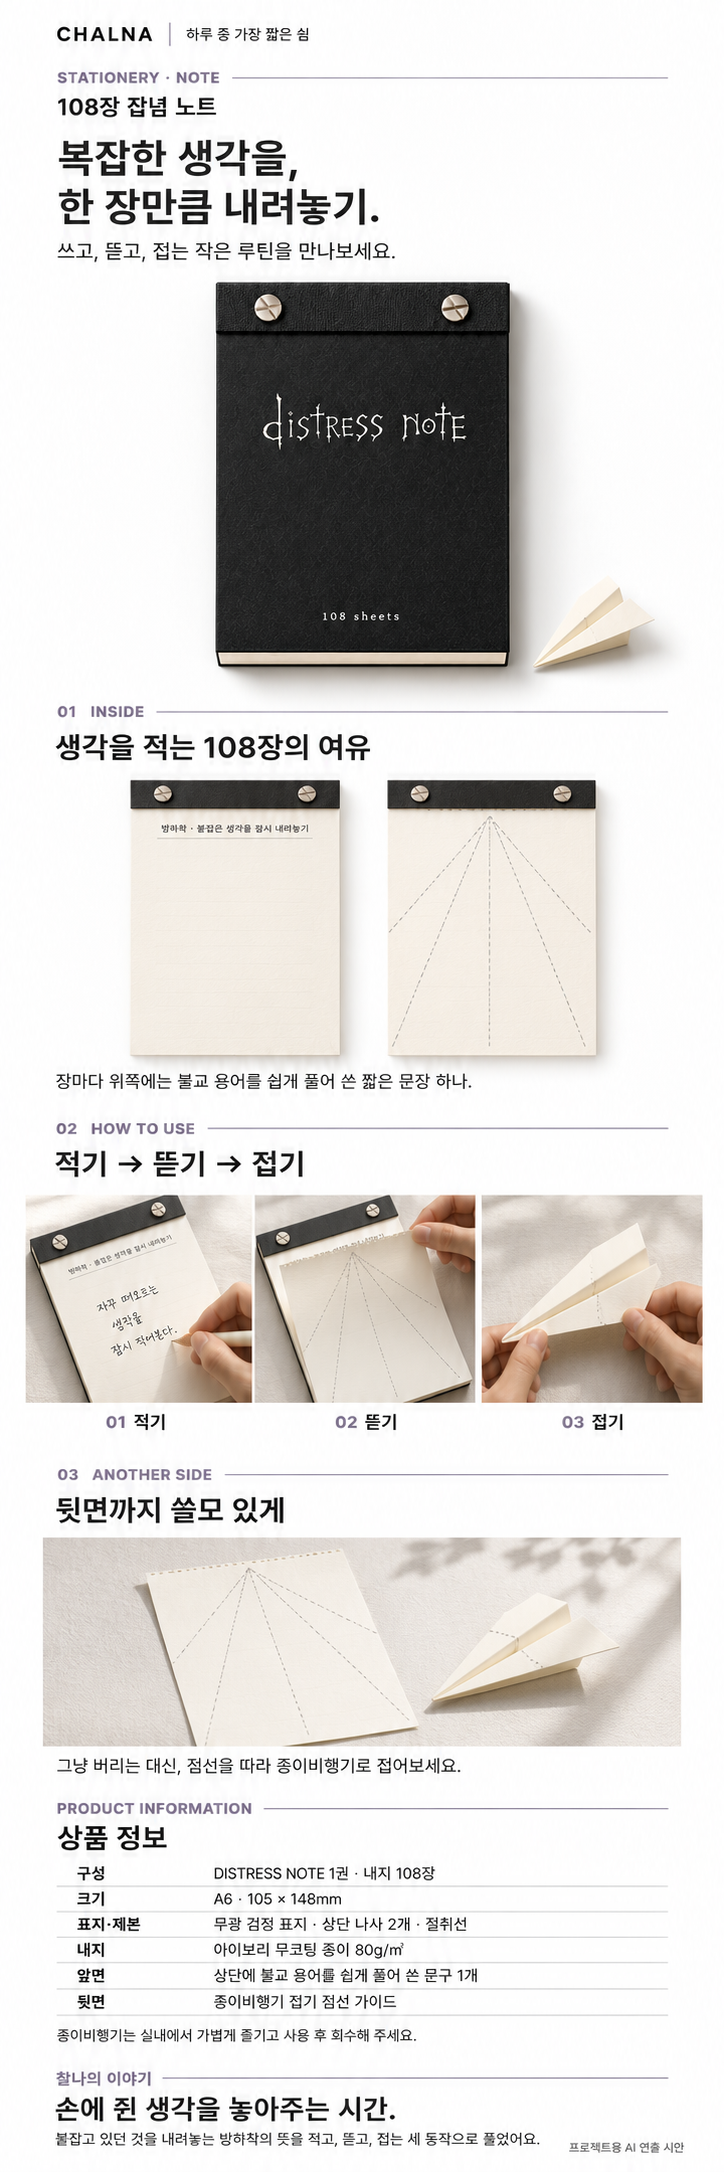 CHALNA
하루 중 가장 짧은 쉼
STATIONERY · NOTE
108장 잡념 노트
복잡한 생각을,
한 장만큼 내려놓기.
쓰고, 뜯고, 접는 작은 루틴을 만나보세요.
distress note
108 sheets
01 INSIDE
생각을 적는 108장의 여유
방하착 · 붙잡은 생각을 잠시 내려놓기
장마다 위쪽에는 불교 용어를 쉽게 풀어 쓴 짧은 문장 하나.
02 HOW TO USE
적기 → 뜯기 → 접기
방하착 · 생각을 잠시 내려놓기
자꾸 떠오르는
생각을
잠시 적어본다.
01 적기
02 뜯기
03 접기
03 ANOTHER SIDE
뒷면까지 쓸모 있게
그냥 버리는 대신, 점선을 따라 종이비행기로 접어보세요.
PRODUCT INFORMATION
상품 정보
구성 DISTRESS NOTE 1권 · 내지 108장
크기 A6 · 105 × 148mm
표지·제본 무광 검정 표지 · 상단 나사 2개 · 절취선
내지 아이보리 무코팅 종이 80g/㎡
앞면 상단에 불교 용어를 쉽게 풀어 쓴 문구 1개
뒷면 종이비행기 접기 점선 가이드
종이비행기는 실내에서 가볍게 즐기고 사용 후 회수해 주세요.
찰나의 이야기
손에 쥔 생각을 놓아주는 시간.
붙잡고 있던 것을 내려놓는 방하착의 뜻을 적고, 뜯고, 접는 세 동작으로 풀었어요.
프로젝트용 AI 연출 시안